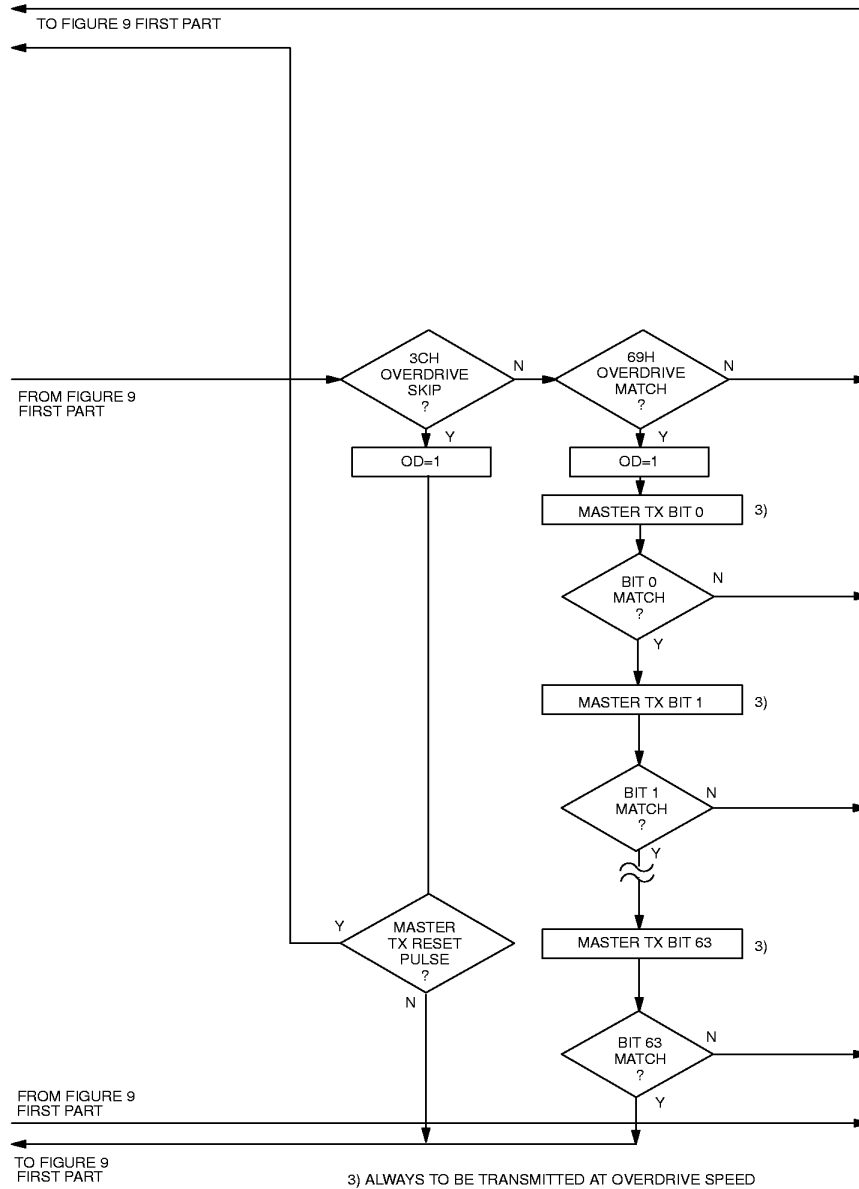 TO FIGURE 9 FIRST PART
3CH
OVERDRIVE
SKIP
?
N
Y
69H
OVERDRIVE
MATCH
?
N
Y
FROM FIGURE 9
FIRST PART
OD=1
OD=1
MASTER TX BIT 0
3)
BIT 0
MATCH
?
N
Y
MASTER TX BIT 1
3)
BIT 1
MATCH
?
N
Y
Y
MASTER
TX RESET
PULSE
?
N
MASTER TX BIT 63
3)
BIT 63
MATCH
?
N
Y
FROM FIGURE 9
FIRST PART
TO FIGURE 9
FIRST PART
3) ALWAYS TO BE TRANSMITTED AT OVERDRIVE SPEED